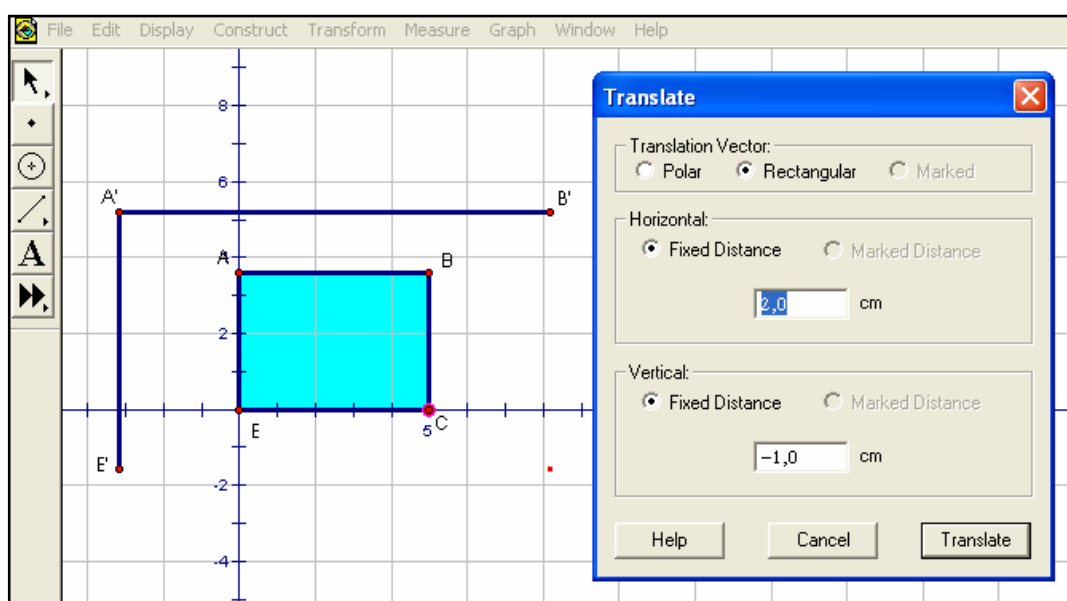 File Edit Display Construct Transform Measure Graph Window Help
A
8
6
4
2
-2
-4
5
A'
B'
A
B
E
C
E'
Translate
Translation Vector:
Polar Rectangular Marked
Horizontal:
Fixed Distance Marked Distance
2,0 cm
Vertical:
Fixed Distance Marked Distance
−1,0 cm
Help Cancel Translate